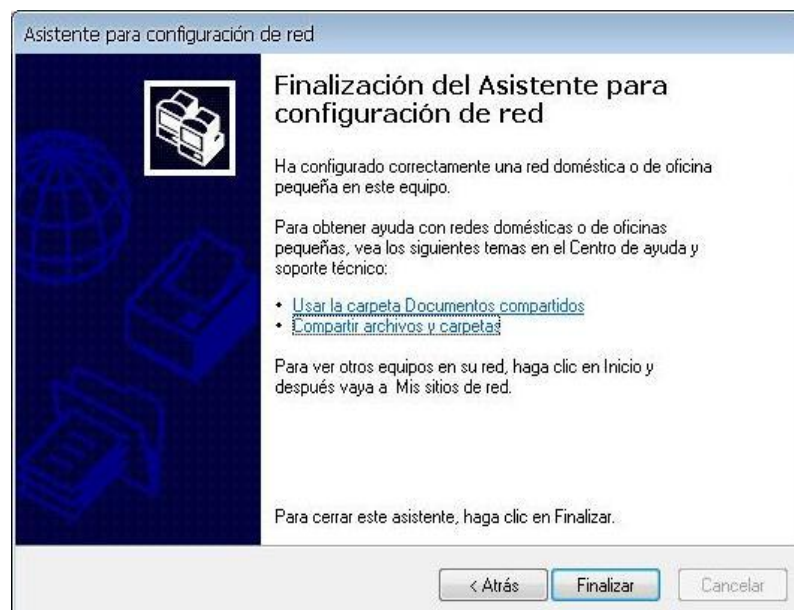 Asistente para configuración de red
Finalización del Asistente para
configuración de red
Ha configurado correctamente una red doméstica o de oficina
pequeña en este equipo.
Para obtener ayuda con redes domésticas o de oficinas
pequeñas, vea los siguientes temas en el Centro de ayuda y
soporte técnico:
• Usar la carpeta Documentos compartidos
• Compartir archivos y carpetas
Para ver otros equipos en su red, haga clic en Inicio y
después vaya a Mis sitios de red.
Para cerrar este asistente, haga clic en Finalizar.
< Atrás Finalizar Cancelar